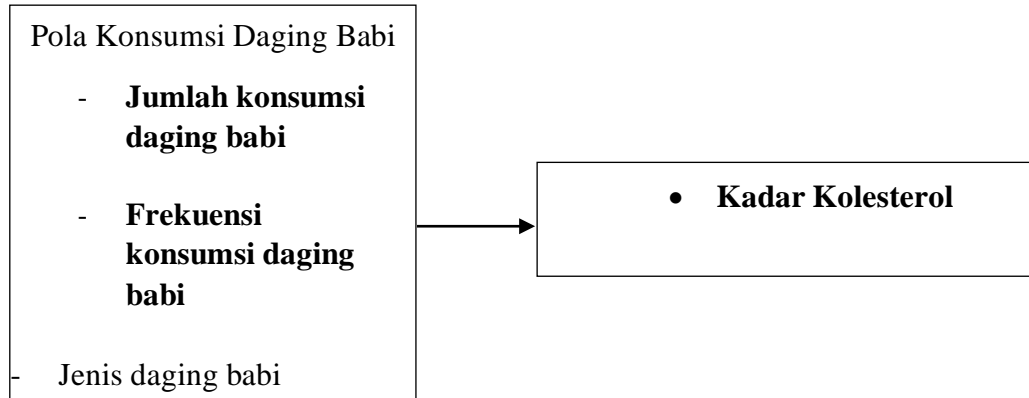 Pola Konsumsi Daging Babi
- Jumlah konsumsi
daging babi
- Frekuensi
konsumsi daging
babi
- Jenis daging babi
• Kadar Kolesterol